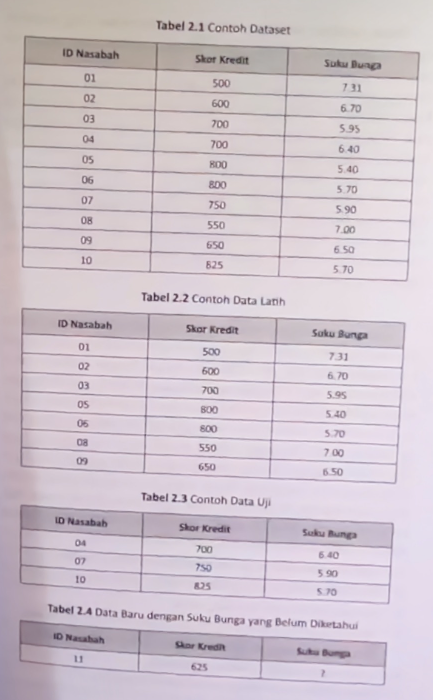 Tabel 2.1 Contoh Dataset
ID Nasabah Skor Kredit Suku Bunga
01 500 7.31
02 600 6.70
03 700 5.95
04 700 6.40
05 800 5.40
06 800 5.70
07 750 5.90
08 550 7.00
09 650 6.50
10 825 5.70
Tabel 2.2 Contoh Data Latih
ID Nasabah Skor Kredit Suku Bunga
01 500 7.31
02 600 6.70
03 700 5.95
05 800 5.40
06 800 5.70
08 550 7.00
09 650 6.50
Tabel 2.3 Contoh Data Uji
ID Nasabah Skor Kredit Suku Bunga
04 700 6.40
07 750 5.90
10 825 5.70
Tabel 2.4 Data Baru dengan Suku Bunga yang Belum Diketahui
ID Nasabah Skor Kredit Suku Bunga
11 625 ?